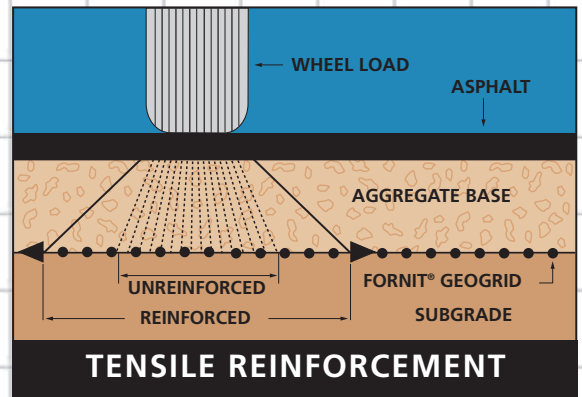 WHEEL LOAD
ASPHALT
AGGREGATE BASE
FORNIT® GEOGRID
UNREINFORCED
REINFORCED
SUBGRADE
TENSILE REINFORCEMENT